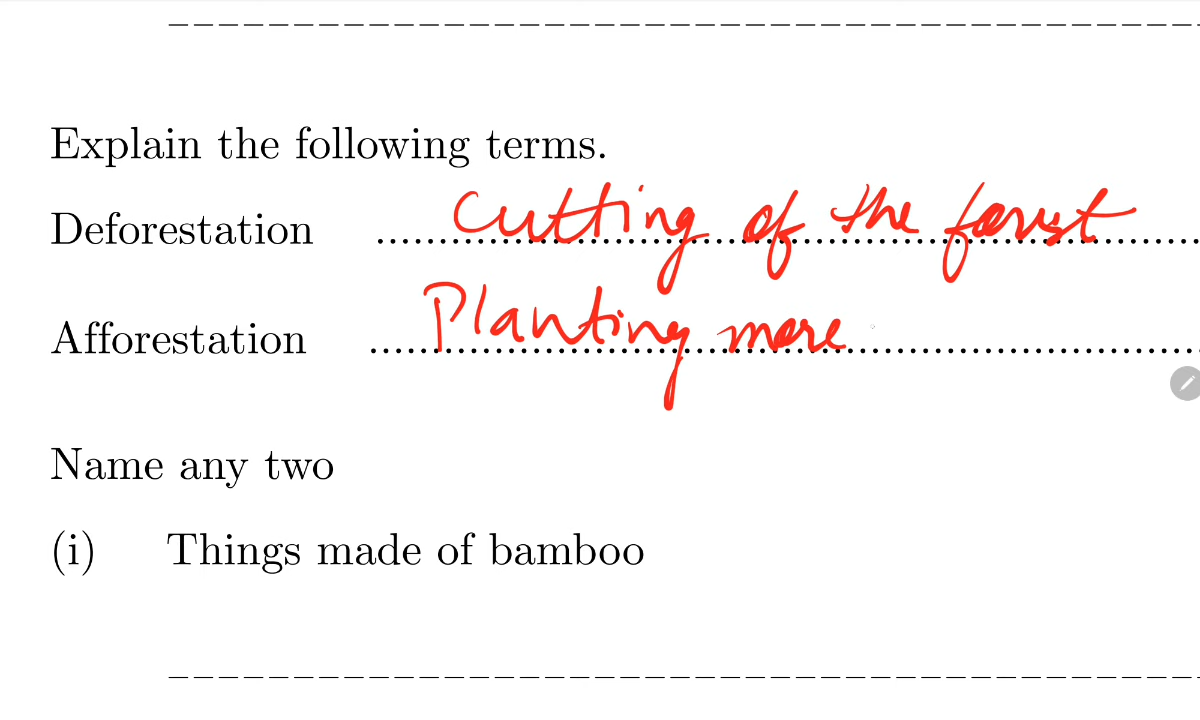 Explain the following terms.
Deforestation cutting of the forest
Afforestation Planting more
Name any two
(i) Things made of bamboo